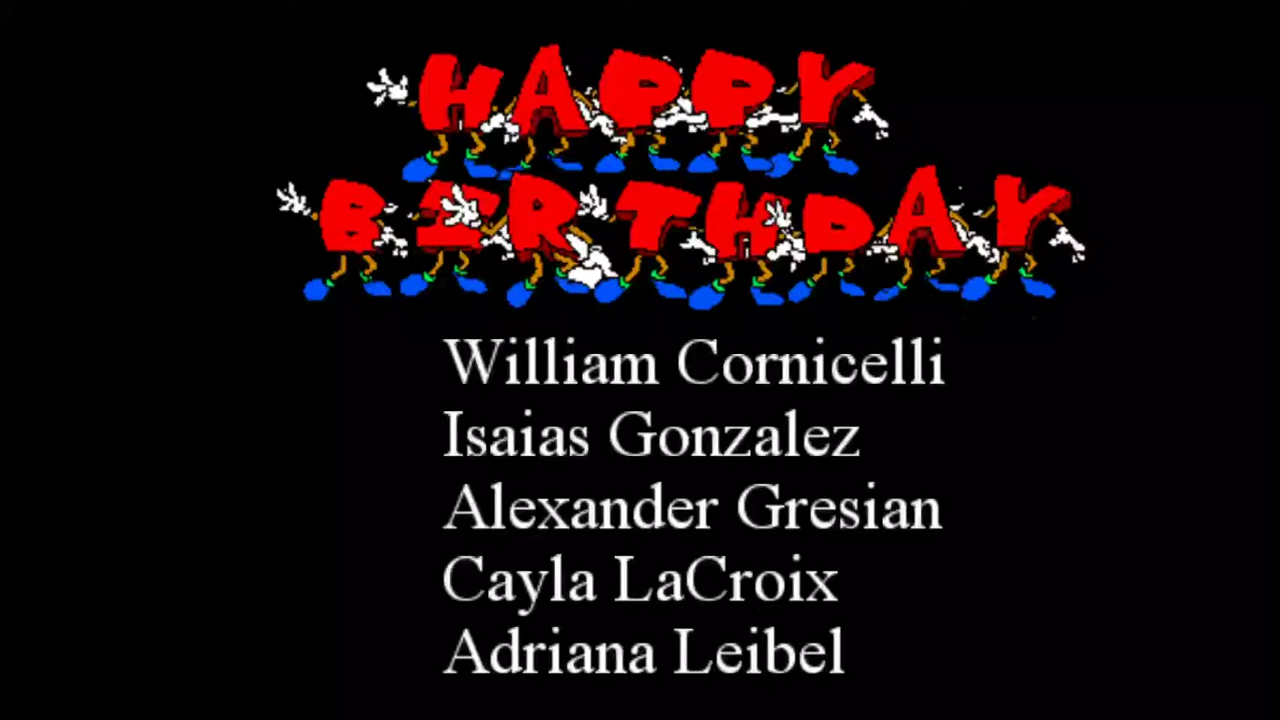 HAPPY
BIRTHDAY
William Cornicelli
Isaias Gonzalez
Alexander Gresian
Cayla LaCroix
Adriana Leibel